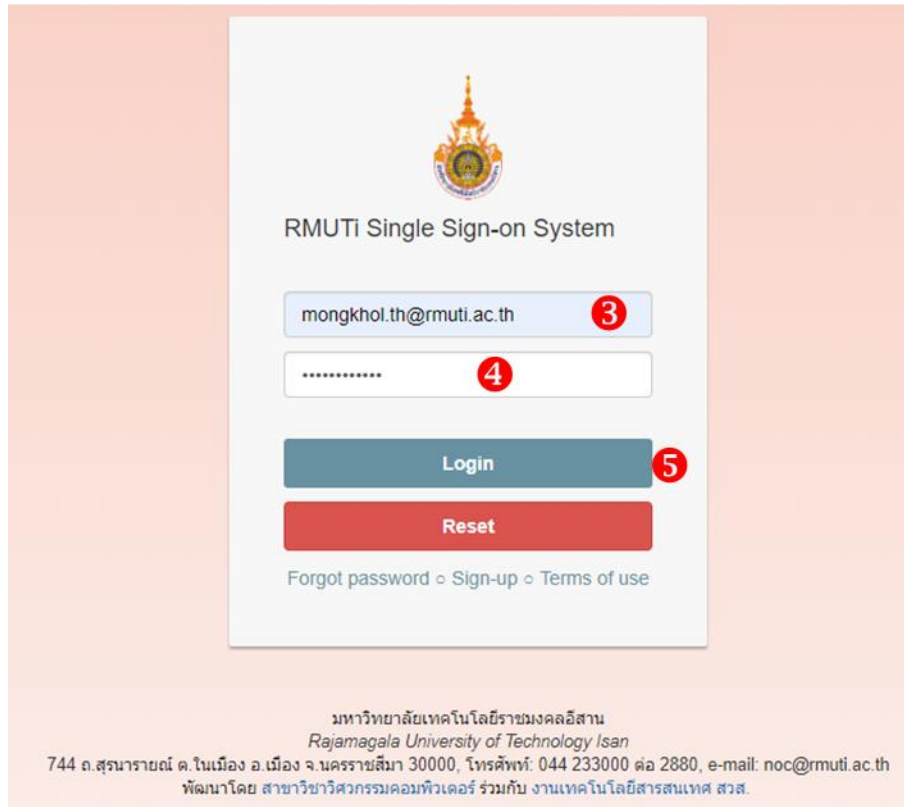 RMUTi Single Sign-on System
mongkhol.th@rmuti.ac.th 3
•••••••••••• 4
Login 5
Reset
Forgot password ○ Sign-up ○ Terms of use
มหาวิทยาลัยเทคโนโลยีราชมงคลอีสาน
Rajamagala University of Technology Isan
744 ถ.สุรนารายณ์ ต.ในเมือง อ.เมือง จ.นครราชสีมา 30000, โทรศัพท์: 044 233000 ต่อ 2880, e-mail: noc@rmuti.ac.th
พัฒนาโดย สาขาวิชาวิศวกรรมคอมพิวเตอร์ ร่วมกับ งานเทคโนโลยีสารสนเทศ สวส.